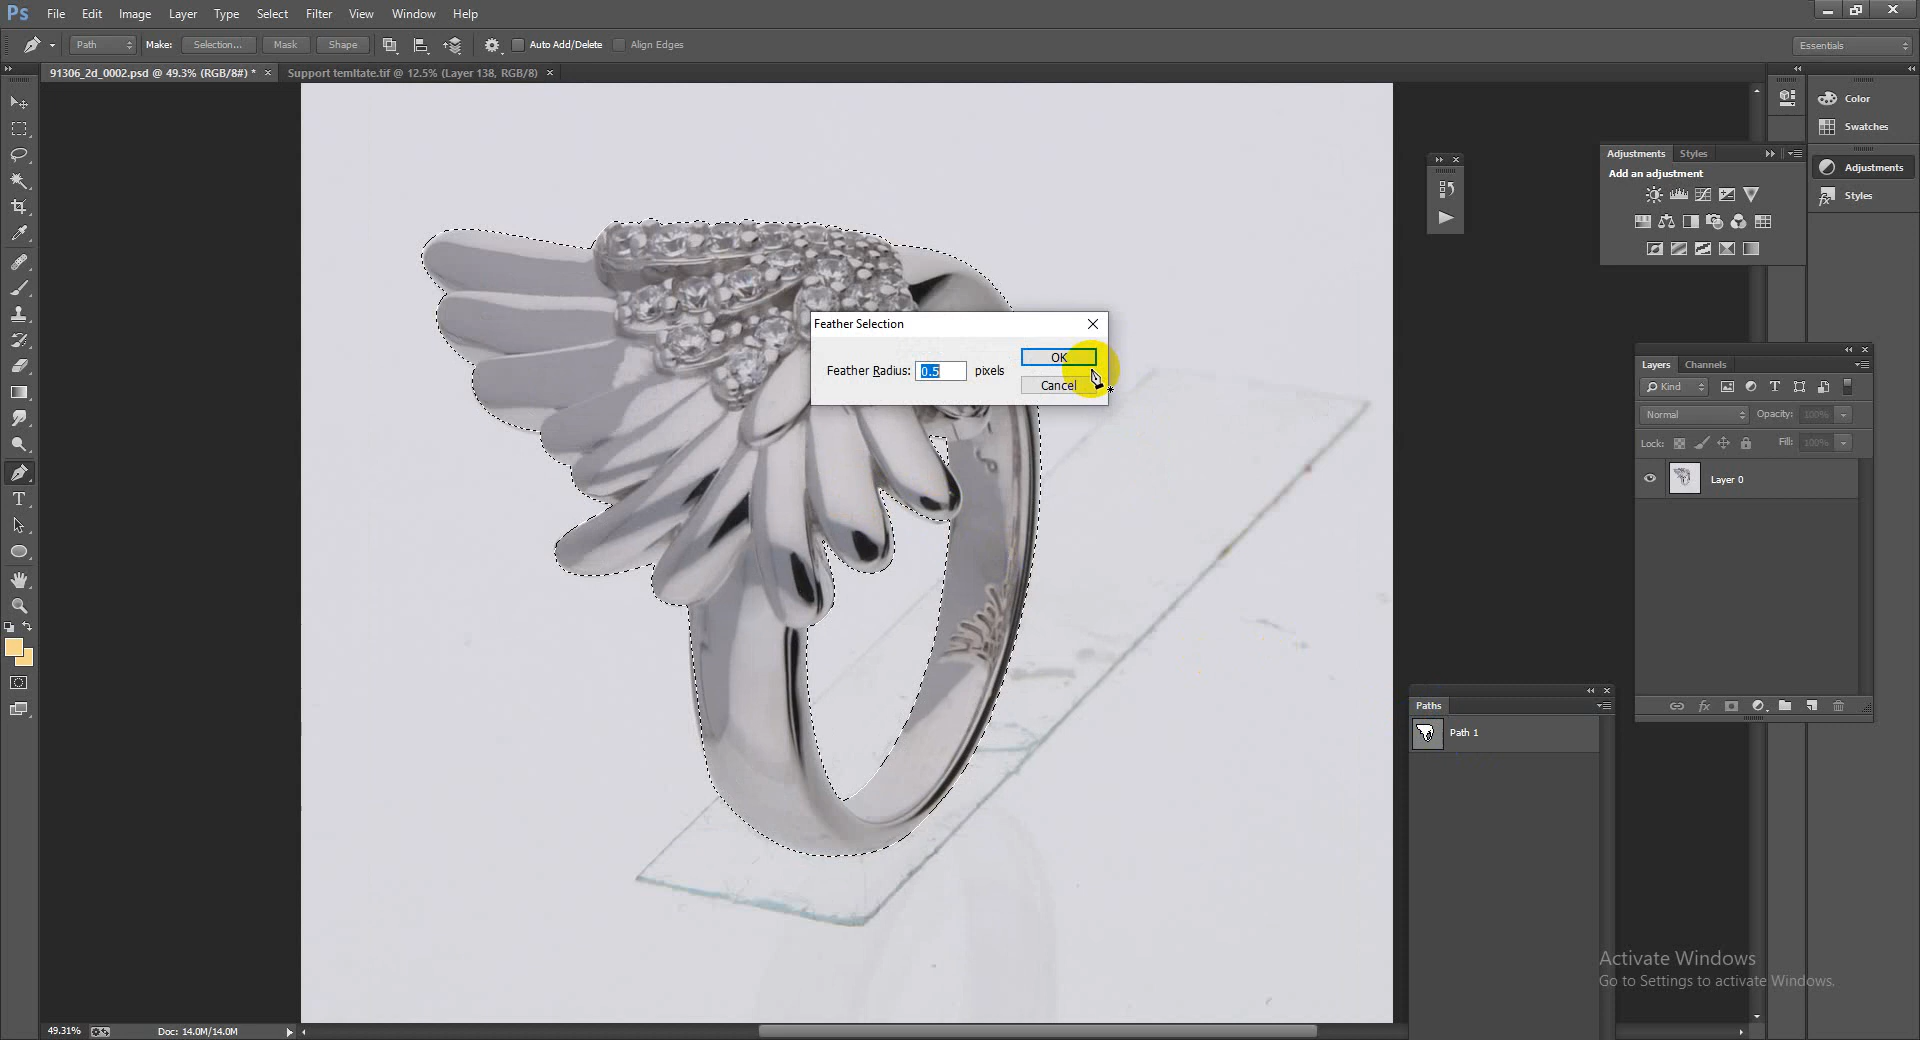 Ps File Edit Image Layer Type Select Filter View Window Help
Path Make: Selection... Mask Shape Auto Add/Delete Align Edges Essentials
91306_2d_0002.psd @ 49.3% (RGB/8#) * × Support temltate.tif @ 12.5% (Layer 138, RGB/8) ×
Color
Swatches
Adjustments
Styles
Adjustments Styles
Add an adjustment
Feather Selection
Feather Radius: 0.5 pixels
OK
Cancel
Layers Channels
Kind
Normal Opacity: 100%
Lock: Fill: 100%
Layer 0
fx
Paths
Path 1
Activate Windows
Go to Settings to activate Windows.
49.31% Doc: 14.0M/14.0M